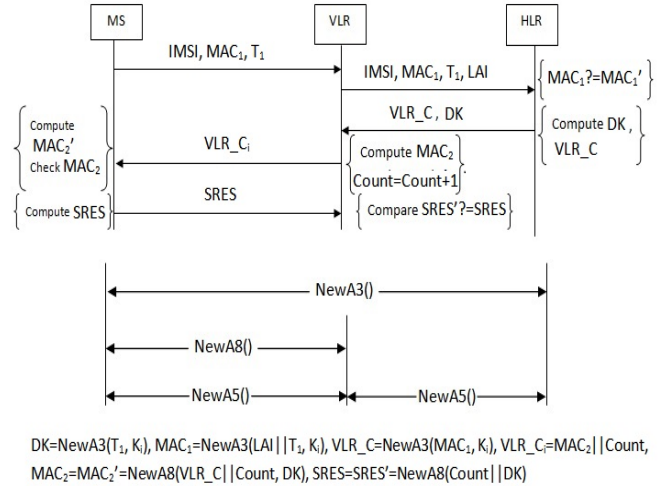 MS
VLR
HLR
IMSI, MAC₁, T₁
IMSI, MAC₁, T₁, LAI
MAC₁?=MAC₁’
VLR_C , DK
Compute DK ,
VLR_C
Compute
MAC₂’
Check MAC₂
VLR_Cᵢ
Compute MAC₂
Count=Count+1
Compute SRES
SRES
Compare SRES’?=SRES
NewA3()
NewA8()
NewA5()
NewA5()
DK=NewA3(T₁, Kᵢ), MAC₁=NewA3(LAI||T₁, Kᵢ), VLR_C=NewA3(MAC₁, Kᵢ), VLR_Cᵢ=MAC₂||Count,
MAC₂=MAC₂’=NewA8(VLR_C||Count, DK), SRES=SRES’=NewA8(Count||DK)